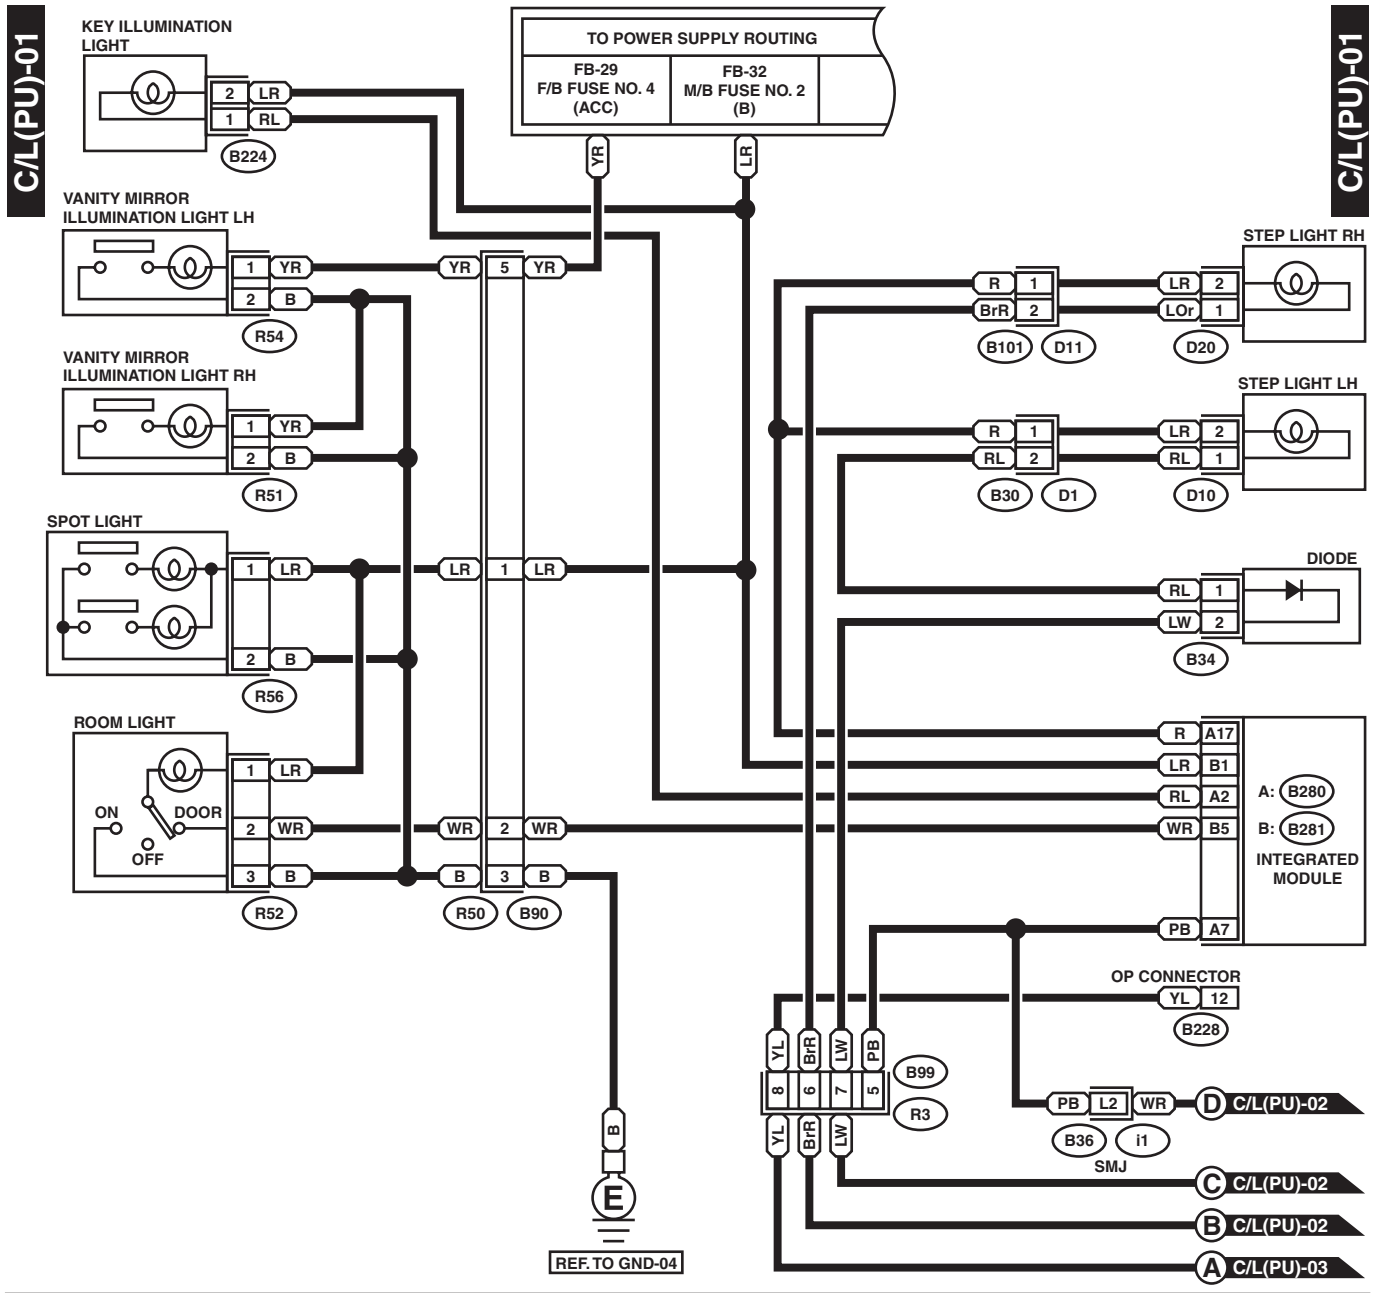 C/L(PU)-01
C/L(PU)-01
KEY ILLUMINATION
LIGHT
2 LR
1 RL
B224
TO POWER SUPPLY ROUTING
FB-29
F/B FUSE NO. 4
(ACC)
FB-32
M/B FUSE NO. 2
(B)
YR
LR
VANITY MIRROR
ILLUMINATION LIGHT LH
1 YR
2 B
R54
YR 5 YR
VANITY MIRROR
ILLUMINATION LIGHT RH
1 YR
2 B
R51
SPOT LIGHT
1 LR
2 B
R56
LR 1 LR
ROOM LIGHT
ON
DOOR
OFF
1 LR
2 WR
3 B
R52
WR 2 WR
B 3 B
R50
B90
B
E
REF. TO GND-04
STEP LIGHT RH
R 1
BrR 2
B101
D11
LR 2
LOr 1
D20
STEP LIGHT LH
R 1
RL 2
B30
D1
LR 2
RL 1
D10
DIODE
RL 1
LW 2
B34
R A17
LR B1
RL A2
WR B5
PB A7
A: B280
B: B281
INTEGRATED
MODULE
OP CONNECTOR
YL 12
B228
YL BrR LW PB
8 6 7 5
YL BrR LW
B99
R3
PB L2 WR
B36
i1
SMJ
D C/L(PU)-02
C C/L(PU)-02
B C/L(PU)-02
A C/L(PU)-03